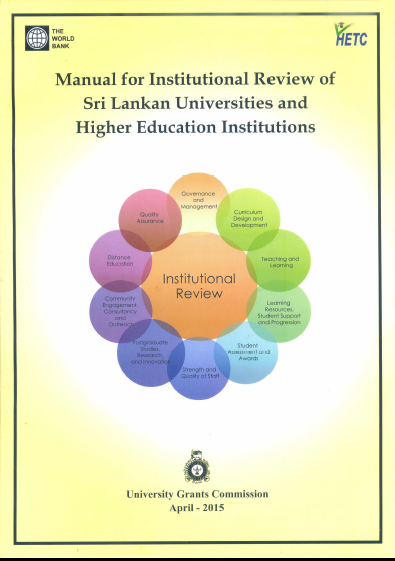 THE
WORLD
BANK
HETC
Manual for Institutional Review of
Sri Lankan Universities and
Higher Education Institutions
Governance
and
Management
Curriculum
Design and
Development
Teaching and
Learning
Learning
Resources,
Student Support
and Progression
Student
Assessment and
Awards
Strength and
Quality of Staff
Postgraduate
Studies,
Research
and Innovation
Community
Engagement,
Consultancy
and
Outreach
Distance
Education
Quality
Assurance
Institutional
Review
University Grants Commission
April - 2015